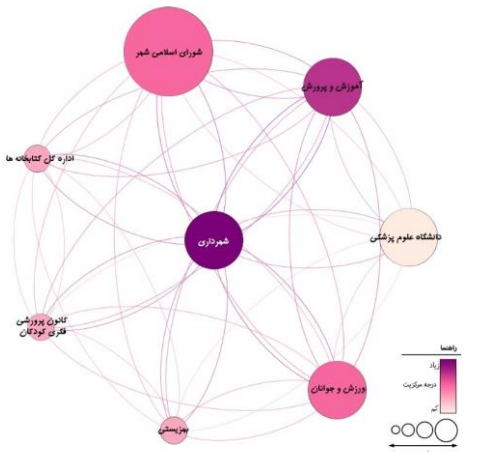 شورای اسلامی شهر
آموزش و پرورش
اداره کل کتابخانه ها
دانشگاه علوم پزشکی
شهرداری
کانون پرورشی
فکری کودکان
ورزش و جوانان
بهزیستی
راهنما
زیاد
درجه مرکزیت
کم